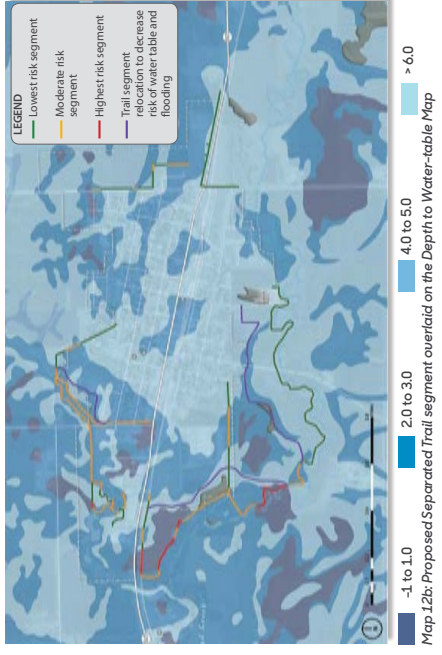 LEGEND
Lowest risk segment
Moderate risk
segment
Highest risk segment
Trail segment
relocation to decrease
risk of water table and
flooding
-1 to 1.0
2.0 to 3.0
4.0 to 5.0
> 6.0
Map 12b: Proposed Separated Trail segment overlaid on the Depth to Water-table Map